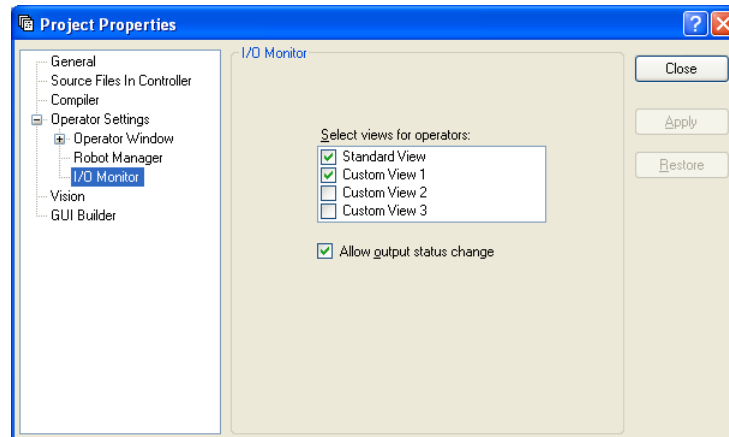 Project Properties
General
Source Files In Controller
Compiler
Operator Settings
Operator Window
Robot Manager
I/O Monitor
Vision
GUI Builder
I/O Monitor
Select views for operators:
Standard View
Custom View 1
Custom View 2
Custom View 3
Allow output status change
Close
Apply
Restore